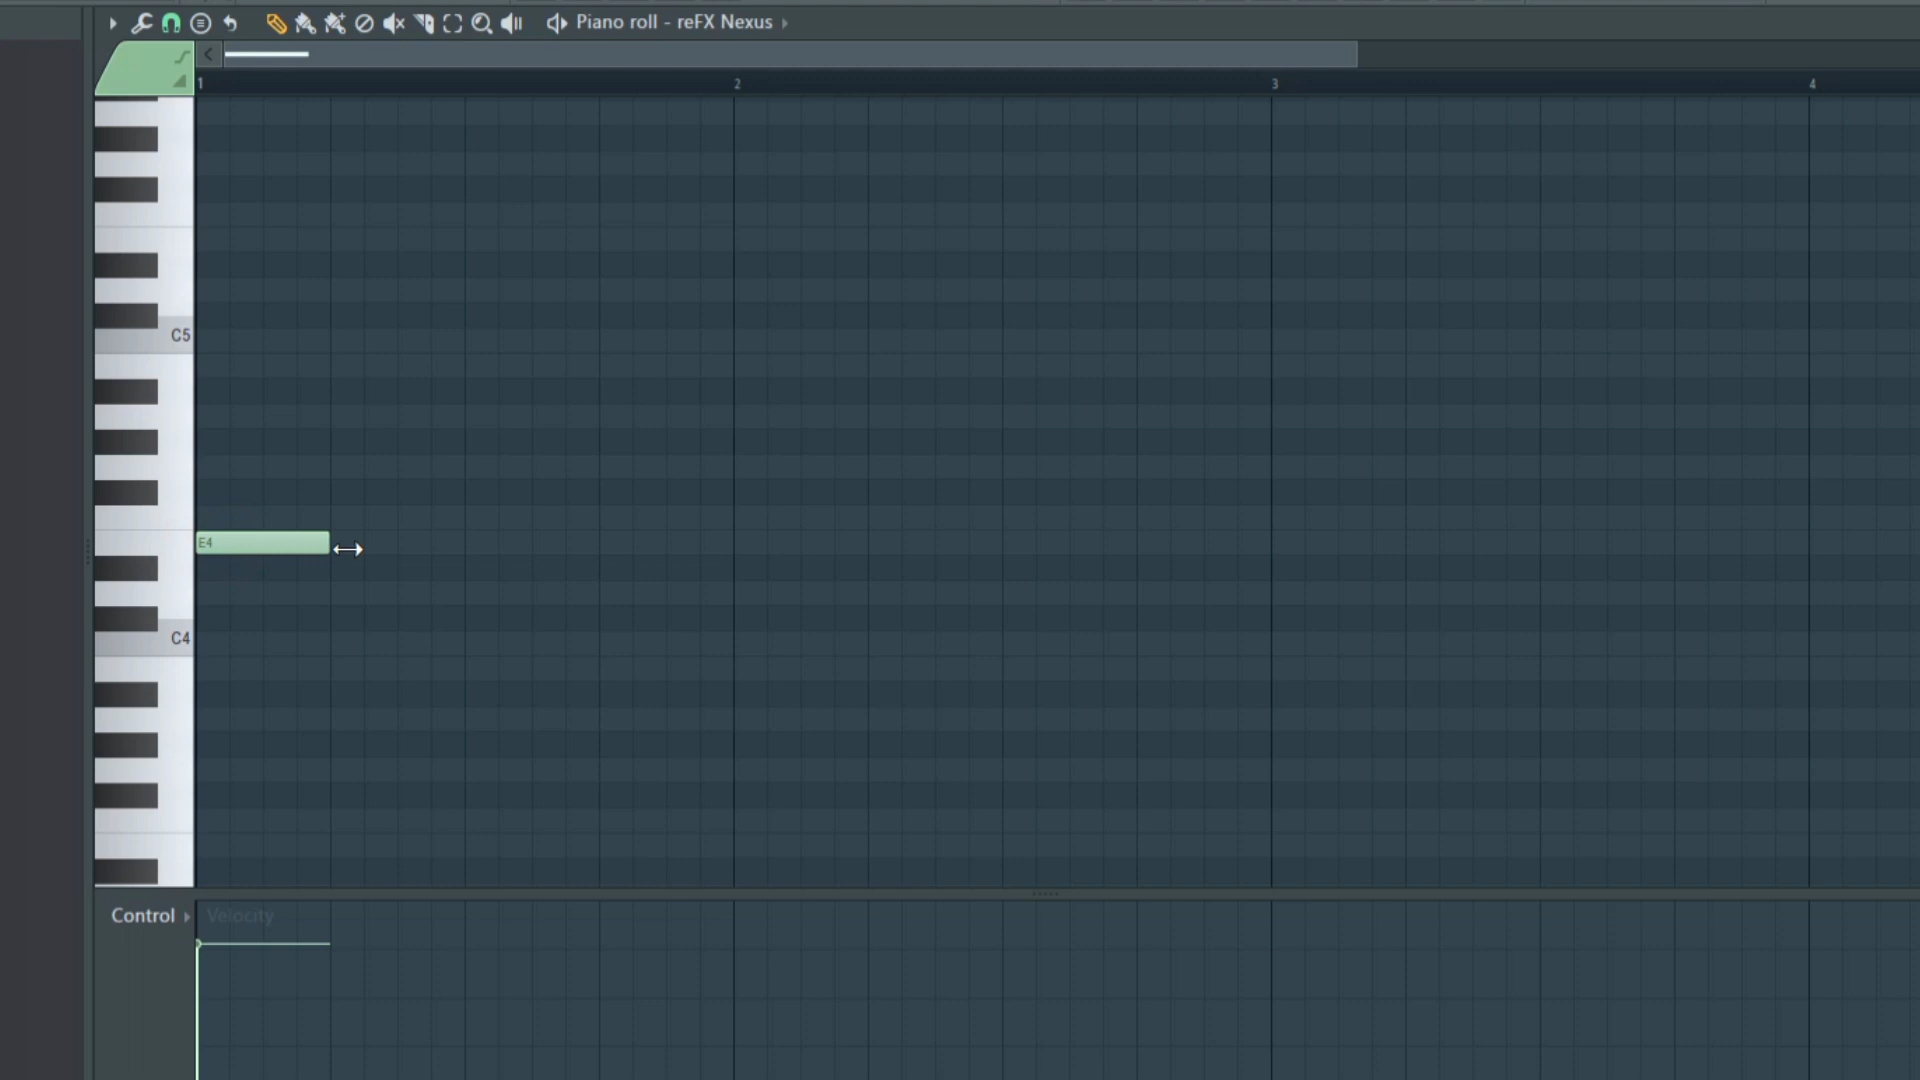 Piano roll - reFX Nexus
1 2 3 4
C5
E4
C4
Control Velocity